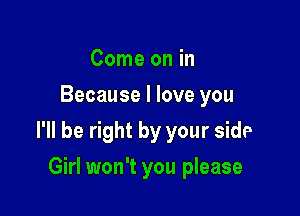 Come on in
Because I love you
I'll be right by your side
Girl won't you please